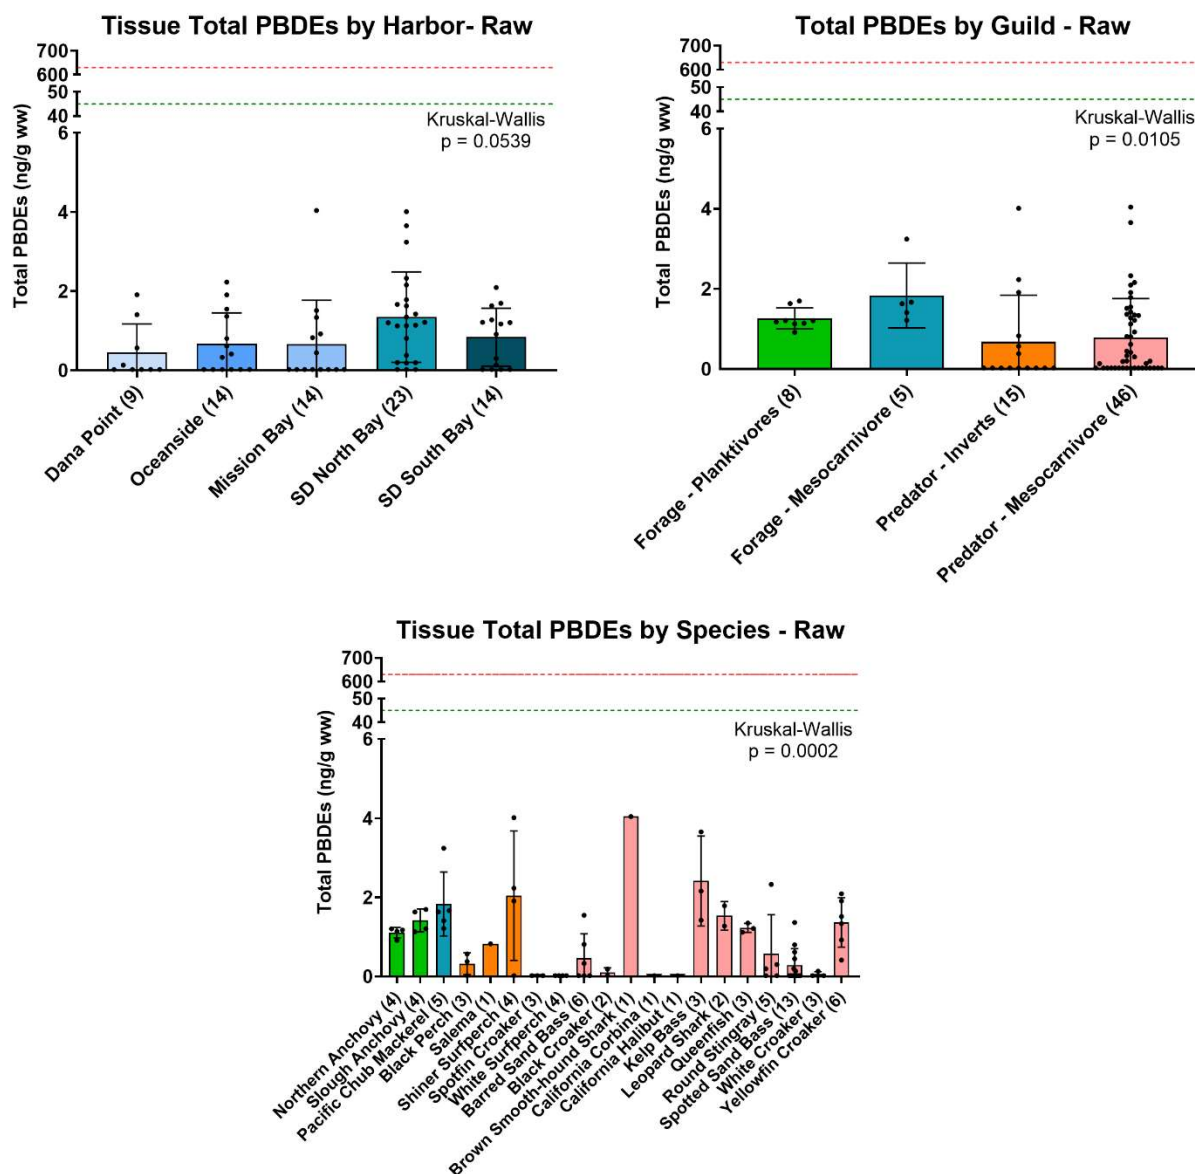 Tissue Total PBDEs by Harbor- Raw
700
600
50
40
6
4
2
0
Total PBDEs (ng/g ww)
Kruskal-Wallis
p = 0.0539
Dana Point (9)
Oceanside (14)
Mission Bay (14)
SD North Bay (23)
SD South Bay (14)
Total PBDEs by Guild - Raw
700
600
50
40
6
4
2
0
Total PBDEs (ng/g ww)
Kruskal-Wallis
p = 0.0105
Forage - Planktivores (8)
Forage - Mesocarnivore (5)
Predator - Inverts (15)
Predator - Mesocarnivore (46)
Tissue Total PBDEs by Species - Raw
700
600
50
40
6
4
2
0
Total PBDEs (ng/g ww)
Kruskal-Wallis
p = 0.0002
Northern Anchovy (4)
Slough Anchovy (4)
Pacific Chub Mackerel (5)
Black Perch (3)
Salema (1)
Shiner Surfperch (4)
Spotfin Croaker (3)
White Surfperch (4)
Barred Sand Bass (6)
Black Croaker (2)
Brown Smooth-hound Shark (1)
California Corbina (1)
California Halibut (1)
Kelp Bass (3)
Leopard Shark (2)
Queenfish (3)
Round Stingray (5)
Spotted Sand Bass (13)
White Croaker (3)
Yellowfin Croaker (6)